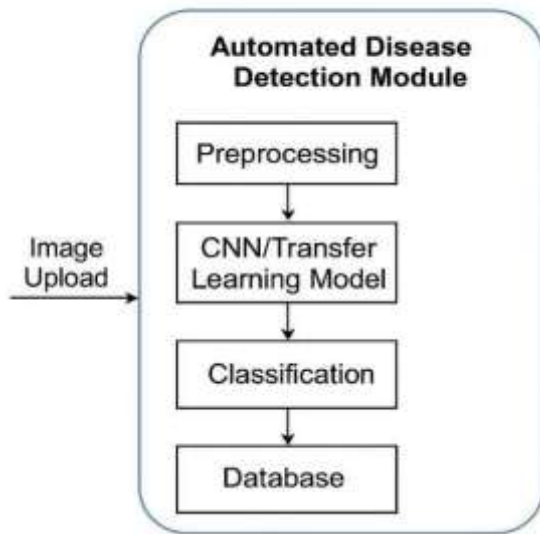 Automated Disease
Detection Module
Preprocessing
Image
Upload
CNN/Transfer
Learning Model
Classification
Database